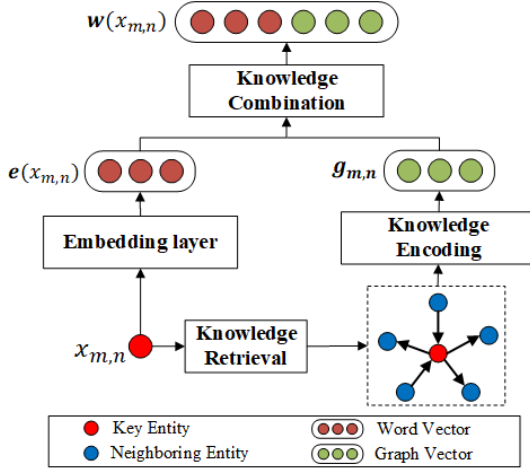 w(x_{m,n})
Knowledge
Combination
e(x_{m,n})
g_{m,n}
Embedding layer
Knowledge
Encoding
x_{m,n}
Knowledge
Retrieval
Key Entity
Word Vector
Neighboring Entity
Graph Vector